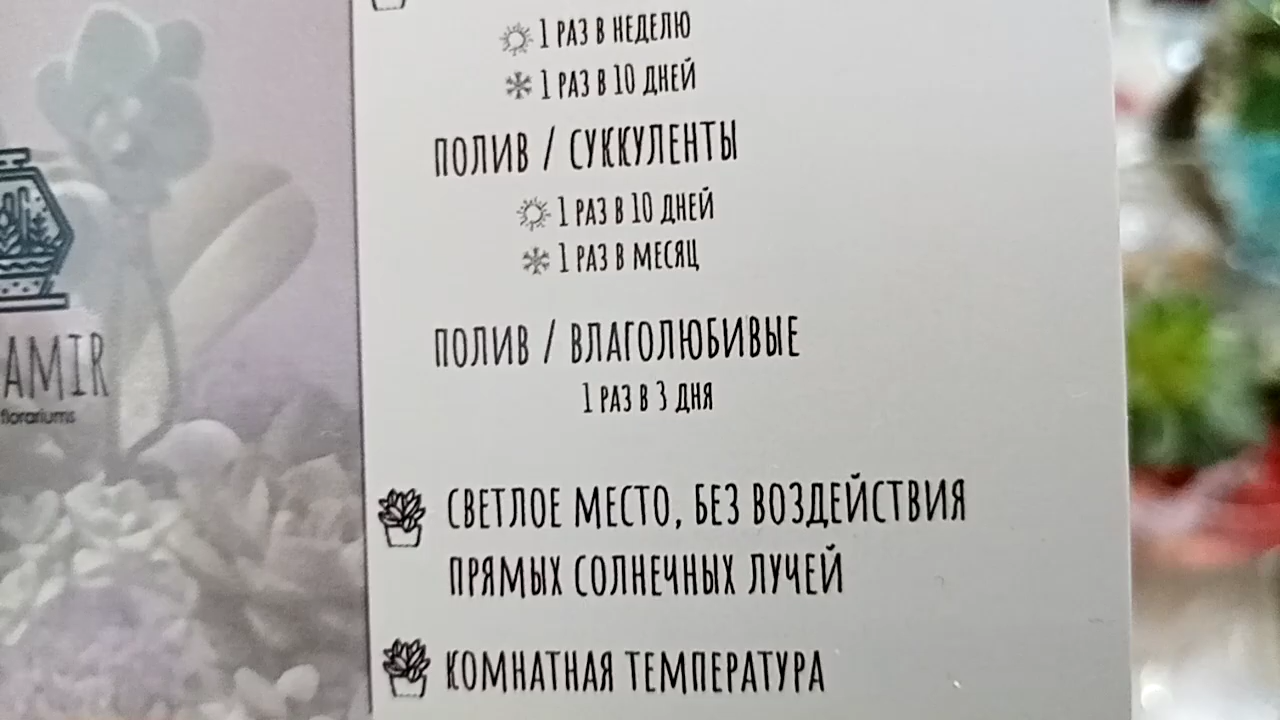 1 РАЗ В НЕДЕЛЮ
1 РАЗ В 10 ДНЕЙ
ПОЛИВ / СУККУЛЕНТЫ
1 РАЗ В 10 ДНЕЙ
1 РАЗ В МЕСЯЦ
ПОЛИВ / ВЛАГОЛЮБИВЫЕ
1 РАЗ В 3 ДНЯ
СВЕТЛОЕ МЕСТО, БЕЗ ВОЗДЕЙСТВИЯ
ПРЯМЫХ СОЛНЕЧНЫХ ЛУЧЕЙ
КОМНАТНАЯ ТЕМПЕРАТУРА
AMIR
florariums